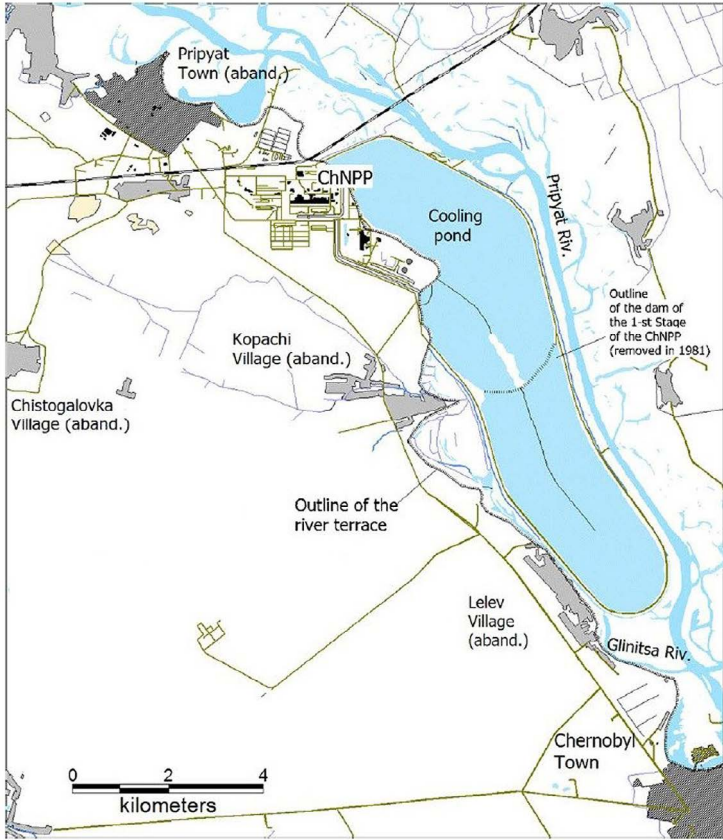 Pripyat
Town (aband.)
ChNPP
Cooling
pond
Pripyat Riv.
Outline
of the dam of
the 1-st Stage
of the ChNPP
(removed in 1981)
Kopachi
Village (aband.)
Chistogalovka
Village (aband.)
Outline of the
river terrace
Lelev
Village
(aband.)
Glinitsa Riv.
Chernobyl
Town
0 2 4
kilometers